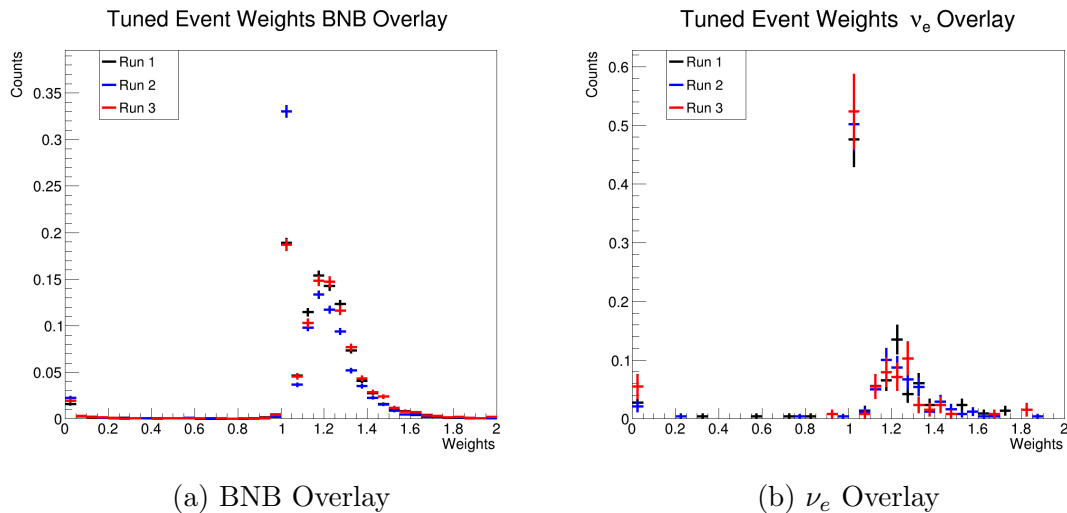 Tuned Event Weights BNB Overlay
Counts
Run 1
Run 2
Run 3
0.35
0.3
0.25
0.2
0.15
0.1
0.05
0
0 0.2 0.4 0.6 0.8 1 1.2 1.4 1.6 1.8 2
Weights
(a) BNB Overlay
Tuned Event Weights νe Overlay
Counts
Run 1
Run 2
Run 3
0.6
0.5
0.4
0.3
0.2
0.1
0
0 0.2 0.4 0.6 0.8 1 1.2 1.4 1.6 1.8 2
Weights
(b) νe Overlay